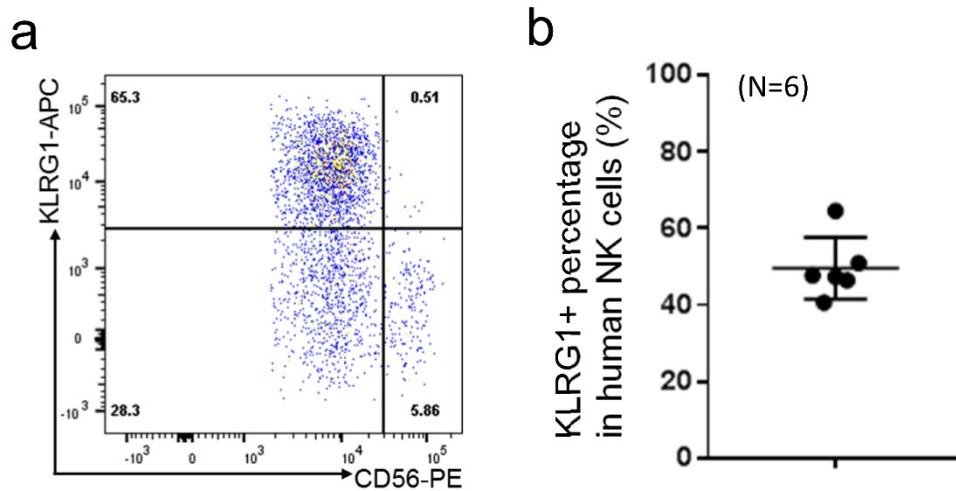 a
KLRG1-APC
65.3
0.51
28.3
5.86
10^5
10^4
10^3
0
-10^3
-10^3
0
10^3
10^4
10^5
CD56-PE
b
KLRG1+ percentage
in human NK cells (%)
(N=6)
100
80
60
40
20
0